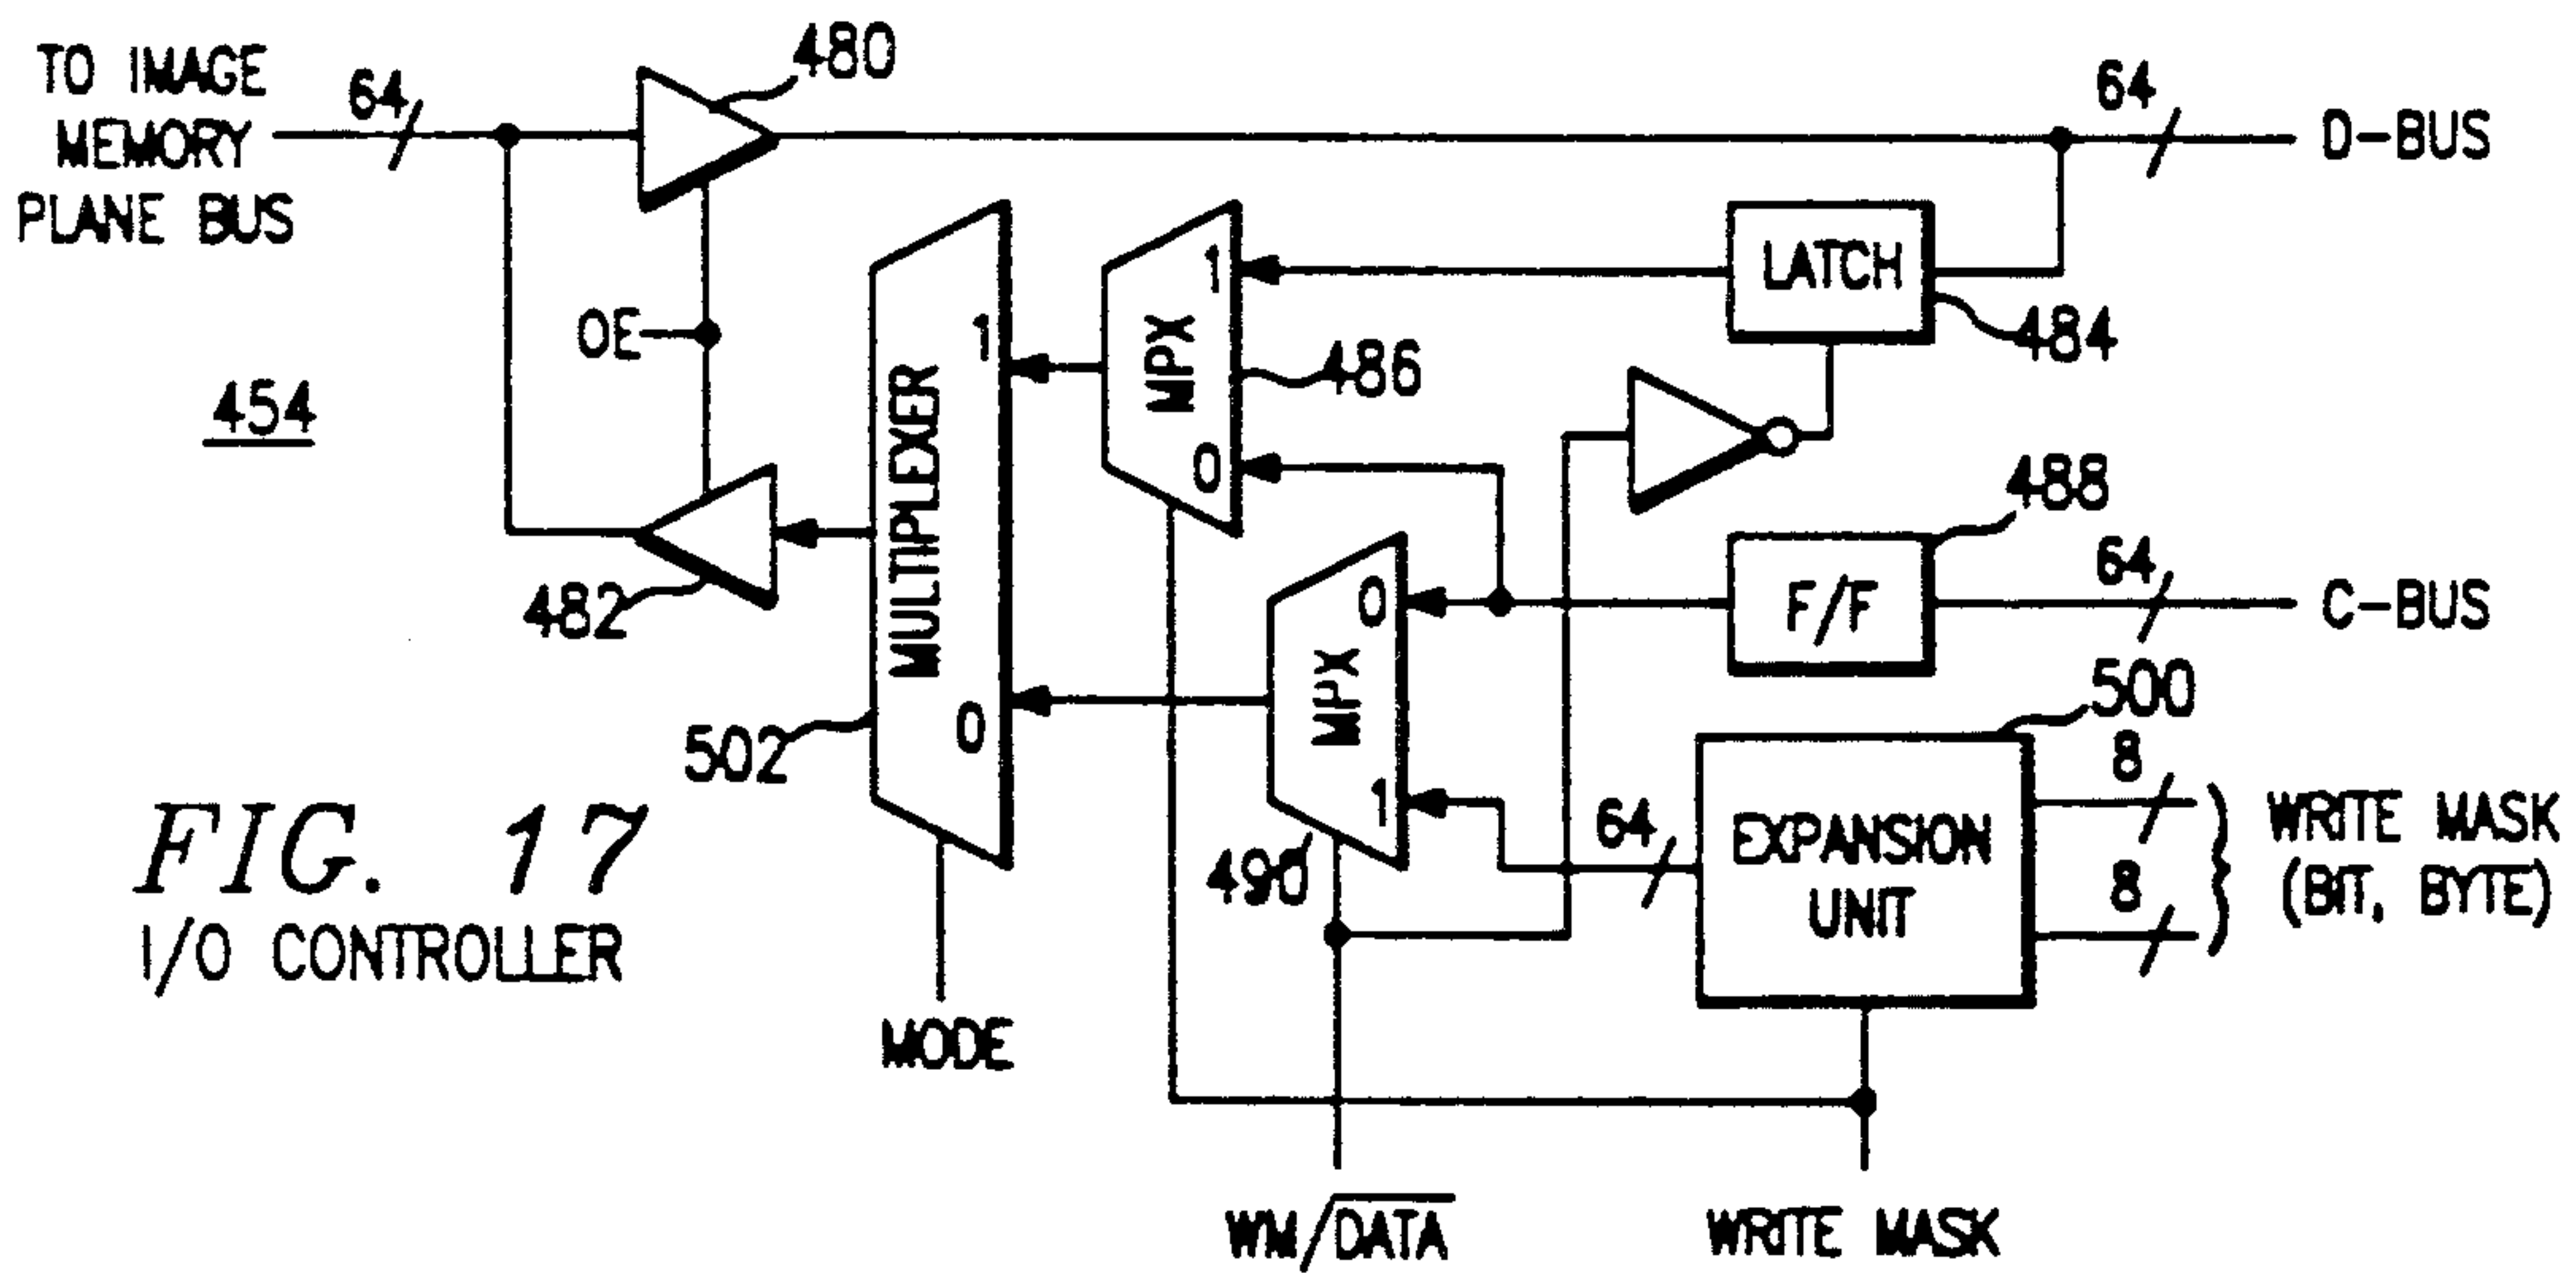 TO IMAGE
MEMORY
PLANE BUS
64
480
64
D-BUS
LATCH
484
1
MPX
486
0
OE
454
MULTIPLEXER
1
0
482
502
488
F/F
64
C-BUS
0
MPX
1
490
500
64
EXPANSION
UNIT
8
8
WRITE MASK
(BIT, BYTE)
FIG. 17
I/O CONTROLLER
MODE
WM/DATA
WRITE MASK